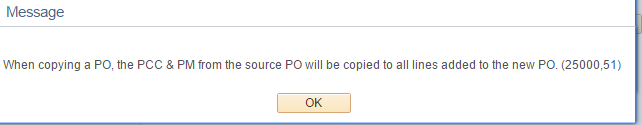 Message
When copying a PO, the PCC & PM from the source PO will be copied to all lines added to the new PO. (25000,51)
OK